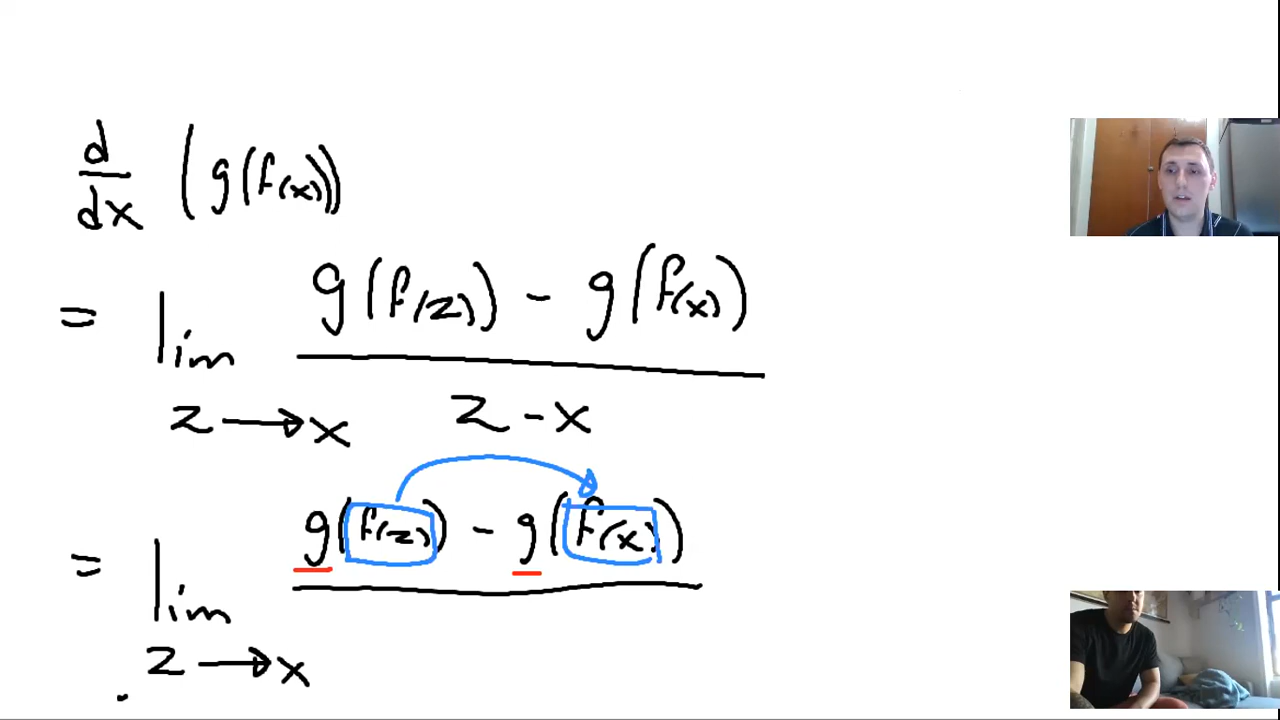 d
dx (g(f(x))
= lim g(f(z)) - g(f(x))
z → x z - x
= lim g(f(z)) - g(f(x))
z → x